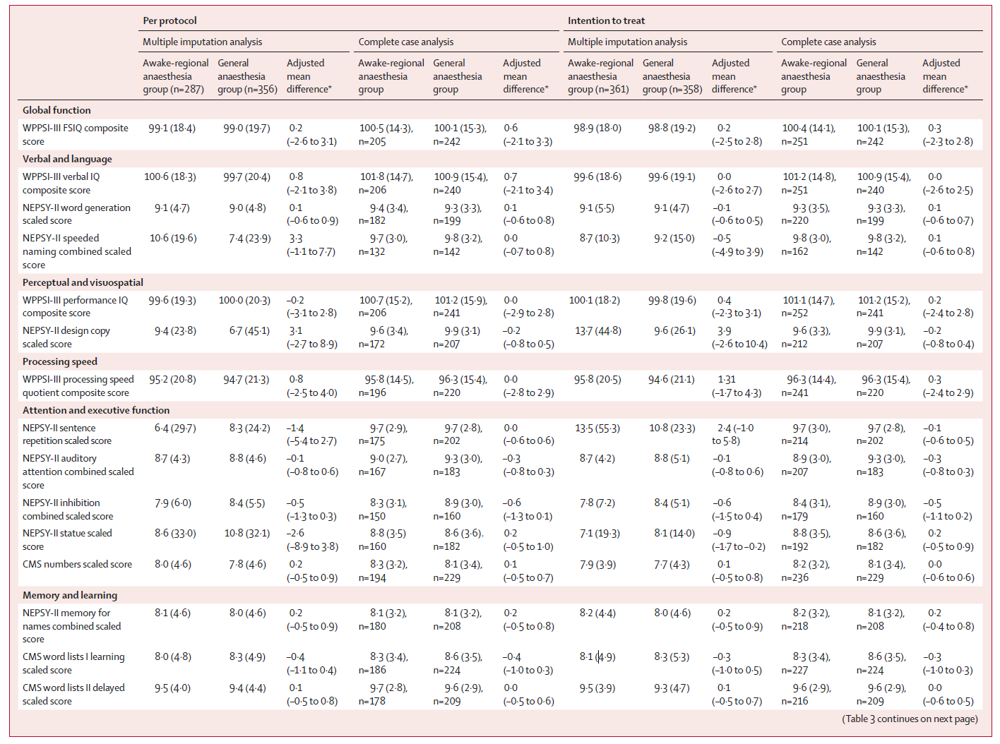 Per protocol Intention to treat
Multiple imputation analysis Complete case analysis Multiple imputation analysis Complete case analysis
Awake-regional General Adjusted Awake-regional General Adjusted Awake-regional General Adjusted Awake-regional General Adjusted
anaesthesia anaesthesia mean anaesthesia anaesthesia mean anaesthesia anaesthesia mean anaesthesia anaesthesia mean
group (n=287) group (n=356) difference* group group difference* group (n=361) group (n=358) difference* group group difference*
Global function
WPPSI-III FSIQ composite 99·1 (18·4) 99·0 (19·7) 0·2 100·5 (14·3), 100·1 (15·3), 0·6 98·9 (18·0) 98·8 (19·2) 0·2 100·4 (14·1), 100·1 (15·3), 0·3
score (–2·6 to 3·1) n=205 n=242 (–2·1 to 3·3) (–2·5 to 2·8) n=251 n=242 (–2·3 to 2·8)
Verbal and language
WPPSI-III verbal IQ 100·6 (18·3) 99·7 (20·4) 0·8 101·8 (14·7), 100·9 (15·4), 0·7 99·6 (18·6) 99·6 (19·1) 0·0 101·2 (14·8), 100·9 (15·4), 0·0
composite score (–2·1 to 3·8) n=206 n=240 (–2·1 to 3·4) (–2·6 to 2·7) n=251 n=240 (–2·6 to 2·5)
NEPSY-II word generation 9·1 (4·7) 9·0 (4·8) 0·1 9·4 (3·4), 9·3 (3·3), 0·1 9·1 (5·5) 9·1 (4·7) –0·1 9·3 (3·5), 9·3 (3·3), 0·1
scaled score (–0·6 to 0·9) n=182 n=199 (–0·6 to 0·8) (–0·6 to 0·5) n=220 n=199 (–0·6 to 0·7)
NEPSY-II speeded 10·6 (19·6) 7·4 (23·9) 3·3 9·7 (3·0), 9·8 (3·2), 0·0 8·7 (10·3) 9·2 (15·0) –0·5 9·8 (3·0), 9·8 (3·2), 0·1
naming combined scaled (–1·1 to 7·7) n=132 n=142 (–0·7 to 0·8) (–4·9 to 3·9) n=162 n=142 (–0·6 to 0·8)
score
Perceptual and visuospatial
WPPSI-III performance IQ 99·6 (19·3) 100·0 (20·3) –0·2 100·7 (15·2), 101·2 (15·9), 0·0 100·1 (18·2) 99·8 (19·6) 0·4 101·1 (14·7), 101·2 (15·2), 0·2
composite score (–3·1 to 2·8) n=206 n=241 (–2·9 to 2·8) (–2·3 to 3·1) n=252 n=241 (–2·4 to 2·8)
NEPSY-II design copy 9·4 (23·8) 6·7 (45·1) 3·1 9·6 (3·4), 9·9 (3·1) –0·2 13·7 (44·8) 9·6 (26·1) 3·9 9·6 (3·3), 9·9 (3·1), –0·2
scaled score (–2·7 to 8·9) n=172 n=207 (–0·8 to 0·5) (–2·6 to 10·4) n=212 n=207 (–0·8 to 0·4)
Processing speed
WPPSI-III processing speed 95·2 (20·8) 94·7 (21·3) 0·8 95·8 (14·5), 96·3 (15·4), 0·0 95·8 (20·5) 94·6 (21·1) 1·31 96·3 (14·4), 96·3 (15·4), 0·3
quotient composite score (–2·5 to 4·0) n=196 n=220 (–2·8 to 2·9) (–1·7 to 4·3) n=241 n=220 (–2·4 to 2·9)
Attention and executive function
NEPSY-II sentence 6·4 (29·7) 8·3 (24·2) –1·4 9·7 (2·9), 9·7 (2·8), 0·0 13·5 (55·3) 10·8 (23·3) 2·4 (–1·0 9·7 (3·0), 9·7 (2·8), –0·1
repetition scaled score (–5·4 to 2·7) n=175 n=202 (–0·6 to 0·6) to 5·8) n=214 n=202 (–0·6 to 0·5)
NEPSY-II auditory 8·7 (4·3) 8·8 (4·6) –0·1 9·0 (2·7), 9·3 (3·0), –0·3 8·7 (4·2) 8·8 (5·1) –0·1 8·9 (3·0), 9·3 (3·0), –0·3
attention combined scaled (–0·8 to 0·6) n=167 n=183 (–0·8 to 0·3) (–0·8 to 0·6) n=207 n=183 (–0·8 to 0·3)
score
NEPSY-II inhibition 7·9 (6·0) 8·4 (5·5) –0·5 8·3 (3·1), 8·9 (3·0), –0·6 7·8 (7·2) 8·4 (5·1) –0·6 8·4 (3·1), 8·9 (3·0), –0·5
combined scaled score (–1·3 to 0·3) n=150 n=160 (–1·3 to 0·1) (–1·5 to 0·4) n=179 n=160 (–1·1 to 0·2)
NEPSY-II statue scaled 8·6 (33·0) 10·8 (32·1) –2·6 8·8 (3·5) 8·6 (3·6). 0·2 7·1 (19·3) 8·1 (14·0) –0·9 8·8 (3·5), 8·6 (3·6), 0·2
score (–8·9 to 3·8) n=160 n=182 (–0·5 to 1·0) (–1·7 to –0·2) n=192 n=182 (–0·5 to 0·9)
CMS numbers scaled score 8·0 (4·6) 7·8 (4·6) 0·2 8·3 (3·2), 8·1 (3·4), 0·1 7·9 (3·9) 7·7 (4·3) 0·1 8·2 (3·2), 8·1 (3·4), 0·0
(–0·5 to 0·9) n=194 n=229 (–0·5 to 0·7) (–0·5 to 0·8) n=236 n=229 (–0·6 to 0·6)
Memory and learning
NEPSY-II memory for 8·1 (4·6) 8·0 (4·6) 0·2 8·1 (3·2), 8·1 (3·2), 0·2 8·2 (4·4) 8·0 (4·6) 0·2 8·2 (3·2), 8·1 (3·2), 0·2
names combined scaled (–0·5 to 0·9) n=180 n=208 (–0·5 to 0·8) (–0·5 to 0·9) n=218 n=208 (–0·4 to 0·8)
score
CMS word lists I learning 8·0 (4·8) 8·3 (4·9) –0·4 8·3 (3·4), 8·6 (3·5), –0·4 8·1 (4·9) 8·3 (5·3) –0·3 8·3 (3·4), 8·6 (3·5), –0·3
scaled score (–1·1 to 0·4) n=186 n=224 (–1·0 to 0·3) (–1·0 to 0·5) n=227 n=224 (–1·0 to 0·3)
CMS word lists II delayed 9·5 (4·0) 9·4 (4·4) 0·1 9·7 (2·8), 9·6 (2·9), 0·0 9·5 (3·9) 9·3 (4·7) 0·1 9·6 (2·9), 9·6 (2·9), 0·0
scaled score (–0·5 to 0·8) n=178 n=209 (–0·5 to 0·6) (–0·5 to 0·7) n=216 n=209 (–0·6 to 0·5)
(Table 3 continues on next page)